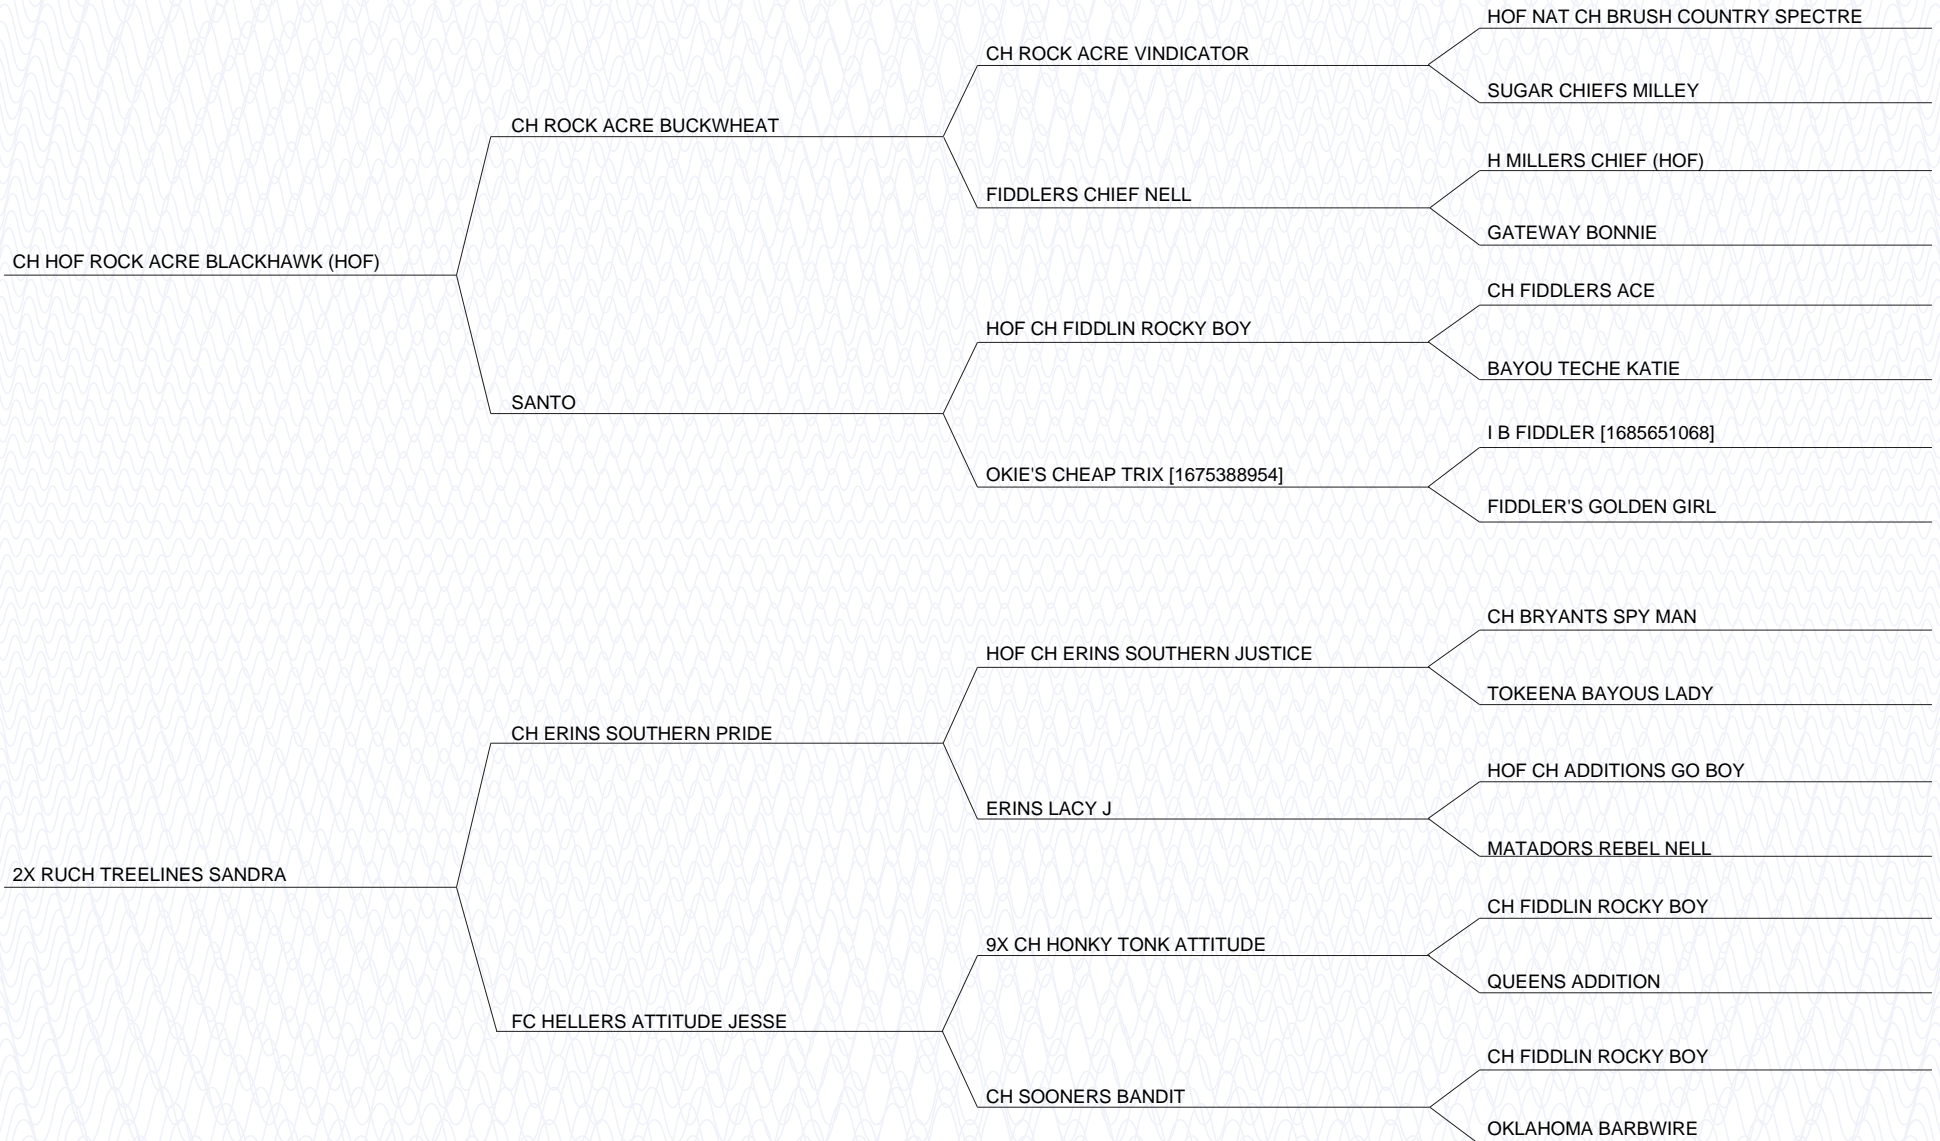 HOF NAT CH BRUSH COUNTRY SPECTRE
CH ROCK ACRE VINDICATOR
SUGAR CHIEFS MILLEY
CH ROCK ACRE BUCKWHEAT
H MILLERS CHIEF (HOF)
FIDDLERS CHIEF NELL
GATEWAY BONNIE
CH HOF ROCK ACRE BLACKHAWK (HOF)
CH FIDDLERS ACE
HOF CH FIDDLIN ROCKY BOY
BAYOU TECHE KATIE
SANTO
I B FIDDLER [1685651068]
OKIE'S CHEAP TRIX [1675388954]
FIDDLER'S GOLDEN GIRL
CH BRYANTS SPY MAN
HOF CH ERINS SOUTHERN JUSTICE
TOKEENA BAYOUS LADY
CH ERINS SOUTHERN PRIDE
HOF CH ADDITIONS GO BOY
ERINS LACY J
MATADORS REBEL NELL
2X RUCH TREELINES SANDRA
CH FIDDLIN ROCKY BOY
9X CH HONKY TONK ATTITUDE
QUEENS ADDITION
FC HELLERS ATTITUDE JESSE
CH FIDDLIN ROCKY BOY
CH SOONERS BANDIT
OKLAHOMA BARBWIRE